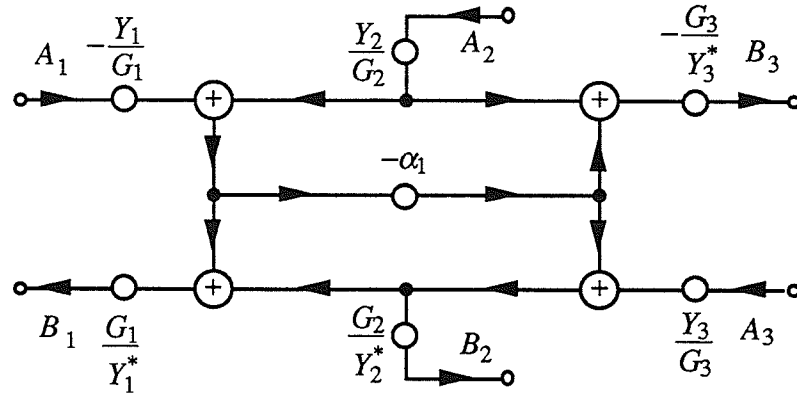 A₁
-Y₁/G₁
Y₂/G₂
A₂
-G₃/Y₃*
B₃
+
+
-α₁
+
+
B₁
G₁/Y₁*
G₂/Y₂*
B₂
Y₃/G₃
A₃